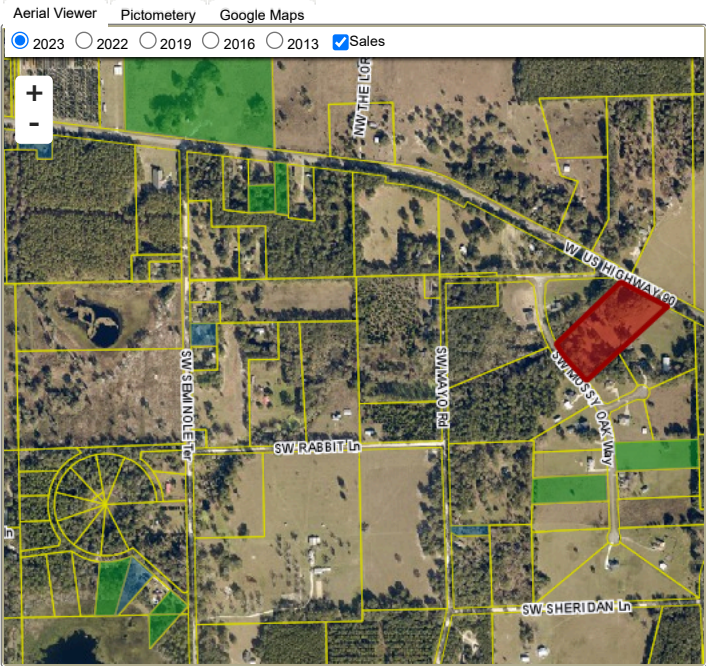 Aerial Viewer Pictometery Google Maps
2023 2022 2019 2016 2013 Sales
+
-
NW THE LOR
W US HIGHWAY 90
SW SEMINOLE Ter
SW MAYO Rd
SW MOSSY OAK Way
SW RABBIT Ln
ln
SW SHERIDAN Ln